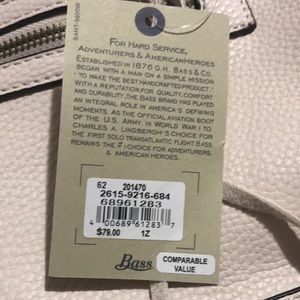 BAHT-5800W
FOR HARD SERVICE,
ADVENTURERS & AMERICAN HEROES
ESTABLISHED IN 1876 G.H. BASS & CO.
BEGAN WITH A MAN ON A SIMPLE MISSION
TO MAKE THE BEST HANDCRAFTED PRODUCT.
WITH A REPUTATION FOR QUALITY, COMFORT
AND DURABILITY, THE BASS BRAND HAS PLAYED
AN INTEGRAL ROLE IN AMERICA'S DEFINING
MOMENTS. AS THE OFFICIAL AVIATION BOOT
OF THE U.S. ARMY IN WORLD WAR I TO
CHARLES A. LINDBERGH'S CHOICE FOR
THE FIRST SOLO TRANSATLANTIC FLIGHT BASS
REMAINS THE #1 CHOICE FOR ADVENTURERS,
& AMERICAN HEROES.
62 201470
2615-9216-684
68961283
4 00689 61283 7
$79.00 1Z
Bass
COMPARABLE
VALUE